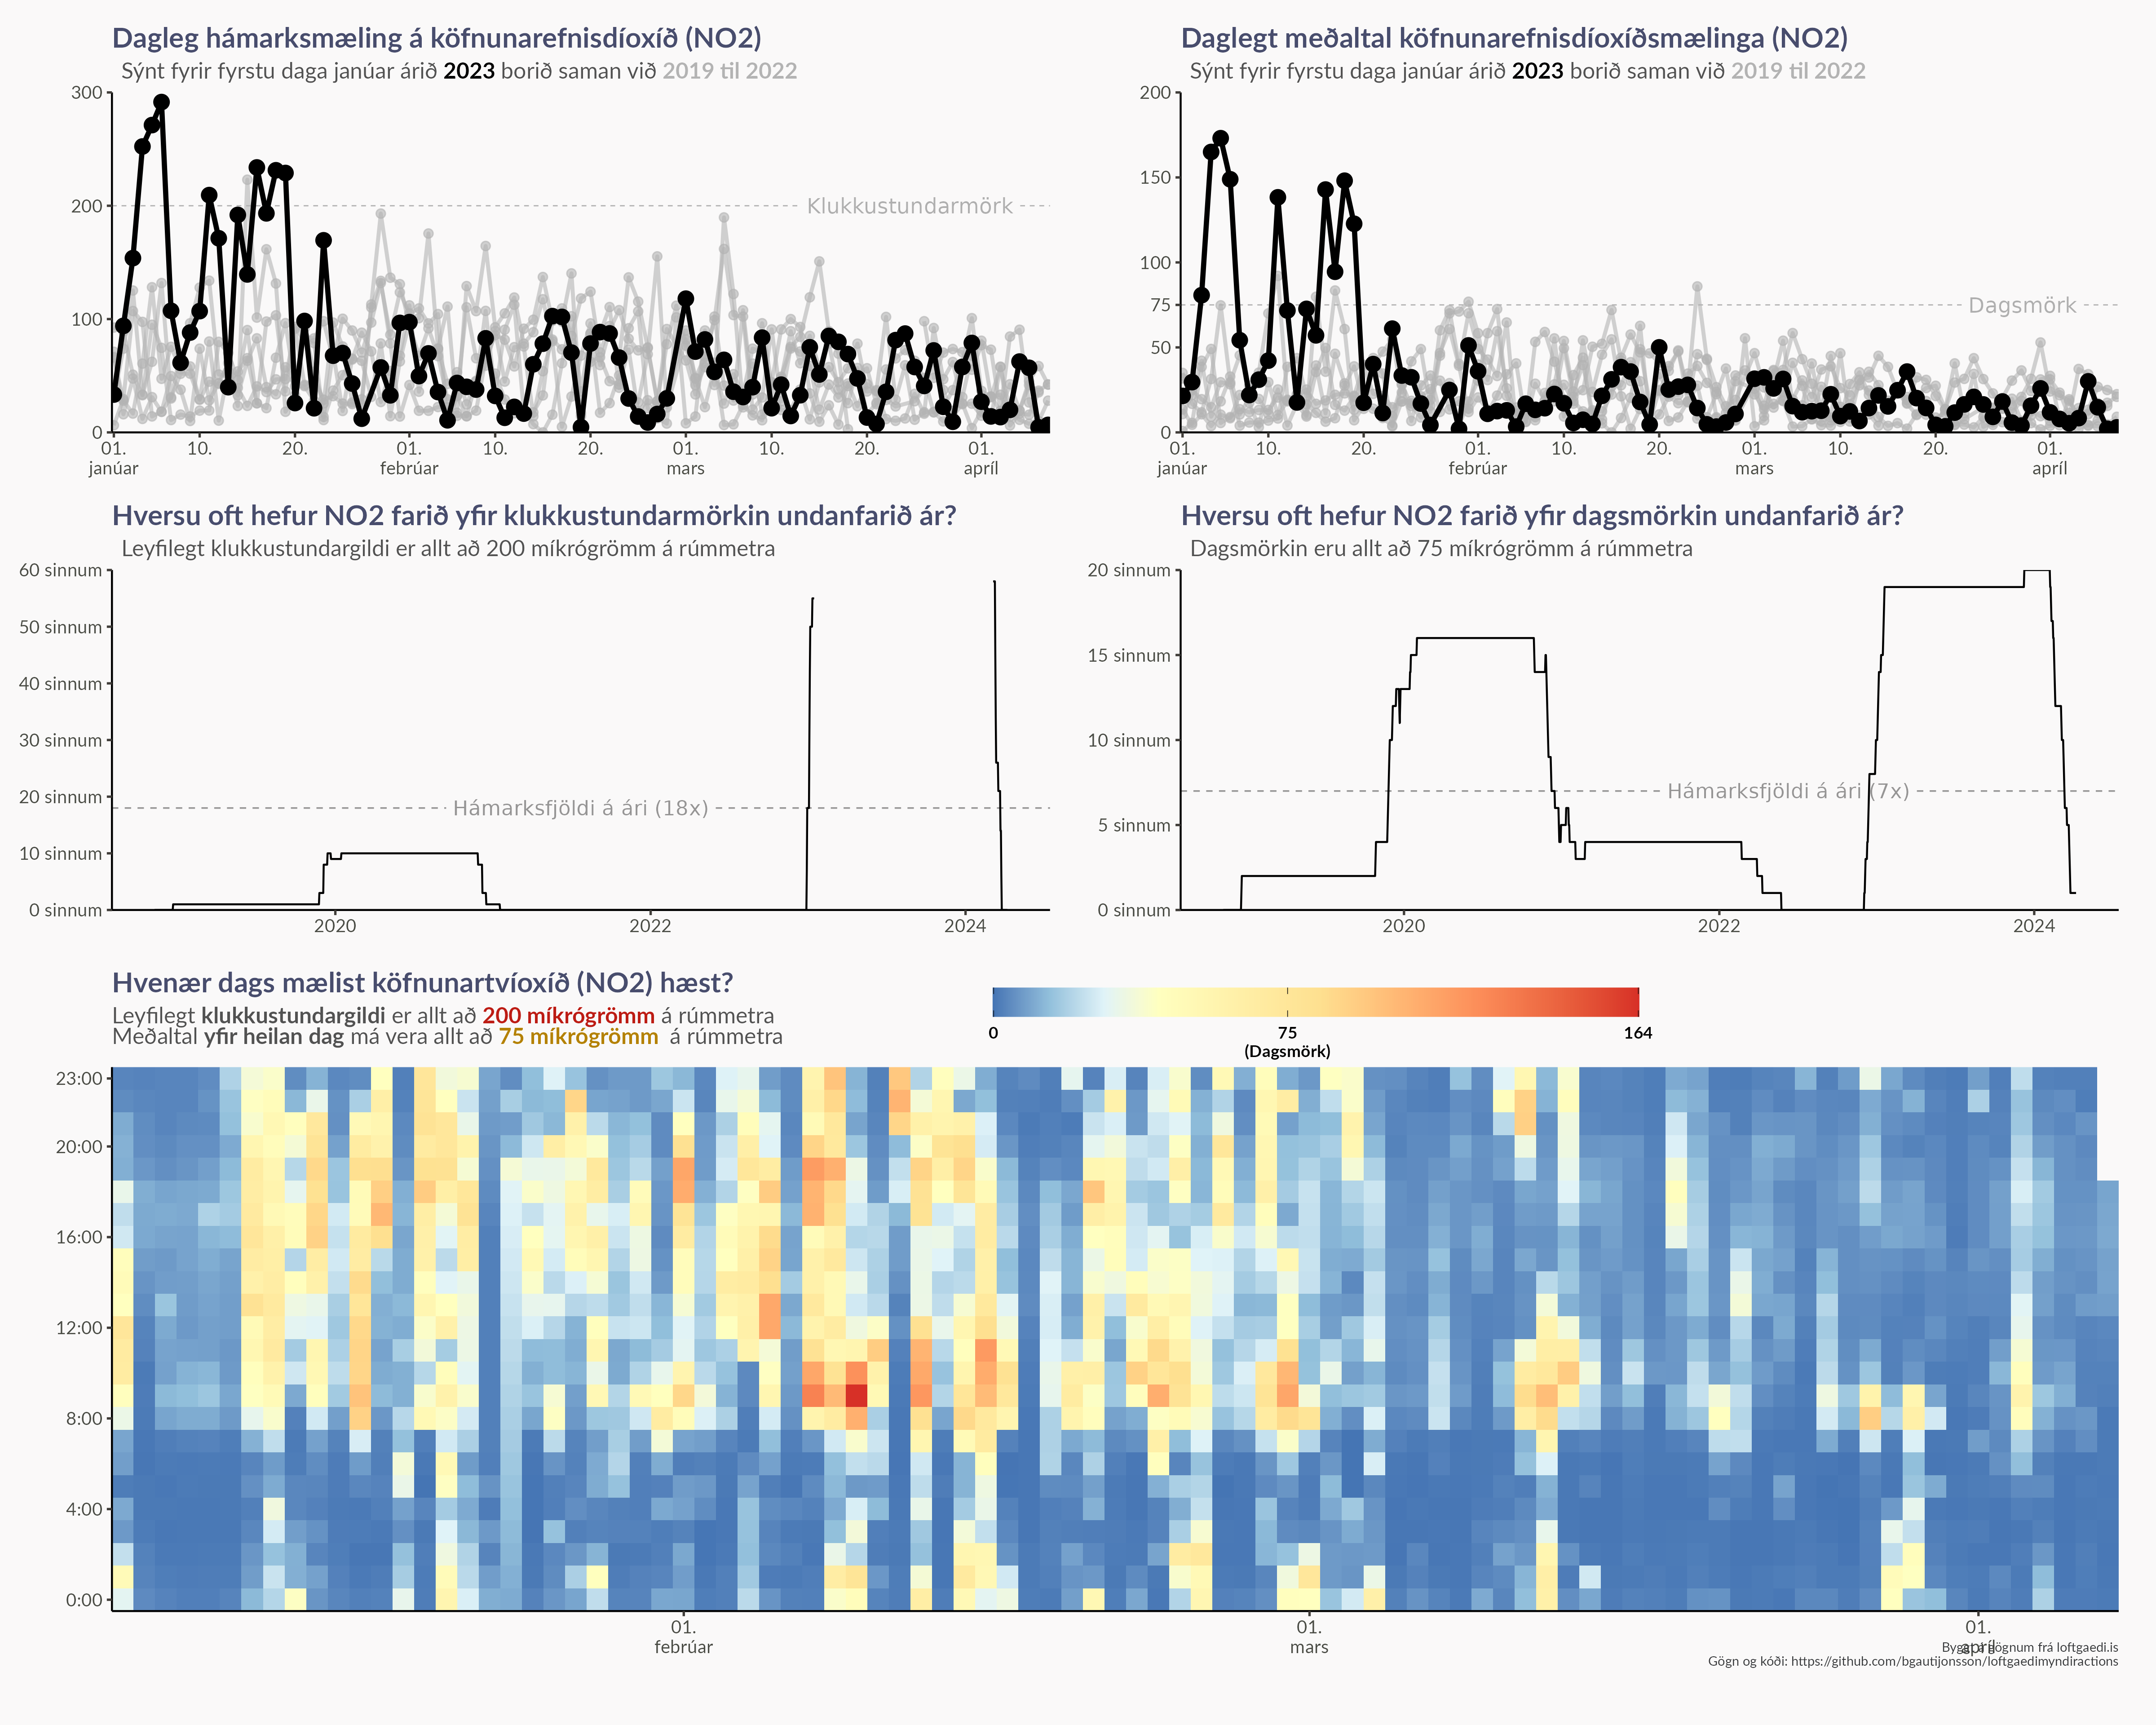 Dagleg hámarksmæling á köfnunarefnisdíoxíð (NO2)
Sýnt fyrir fyrstu daga janúar árið 2023 borið saman við 2019 til 2022
300
200
100
0
Klukkustundarmörk
01. 10. 20. 01. 10. 20. 01. 10. 20. 01.
janúar febrúar mars apríl
Daglegt meðaltal köfnunarefnisdíoxíðsmælinga (NO2)
Sýnt fyrir fyrstu daga janúar árið 2023 borið saman við 2019 til 2022
200
150
100
75
50
0
Dagsmörk
01. 10. 20. 01. 10. 20. 01. 10. 20. 01.
janúar febrúar mars apríl
Hversu oft hefur NO2 farið yfir klukkustundarmörkin undanfarið ár?
Leyfilegt klukkustundargildi er allt að 200 míkrógrömm á rúmmetra
60 sinnum
50 sinnum
40 sinnum
30 sinnum
20 sinnum
10 sinnum
0 sinnum
Hámarksfjöldi á ári (18x)
2020 2022 2024
Hversu oft hefur NO2 farið yfir dagsmörkin undanfarið ár?
Dagsmörkin eru allt að 75 míkrógrömm á rúmmetra
20 sinnum
15 sinnum
10 sinnum
5 sinnum
0 sinnum
Hámarksfjöldi á ári (7x)
2020 2022 2024
Hvenær dags mælist köfnunartvíoxíð (NO2) hæst?
Leyfilegt klukkustundargildi er allt að 200 míkrógrömm á rúmmetra
Meðaltal yfir heilan dag má vera allt að 75 míkrógrömm á rúmmetra
0 75 164
(Dagsmörk)
23:00
20:00
16:00
12:00
8:00
4:00
0:00
01. 01. 01.
febrúar mars apríl
Byggt á gögnum frá loftgaedi.is
Gögn og kóði: https://github.com/bgautijonsson/loftgaedimyndiractions